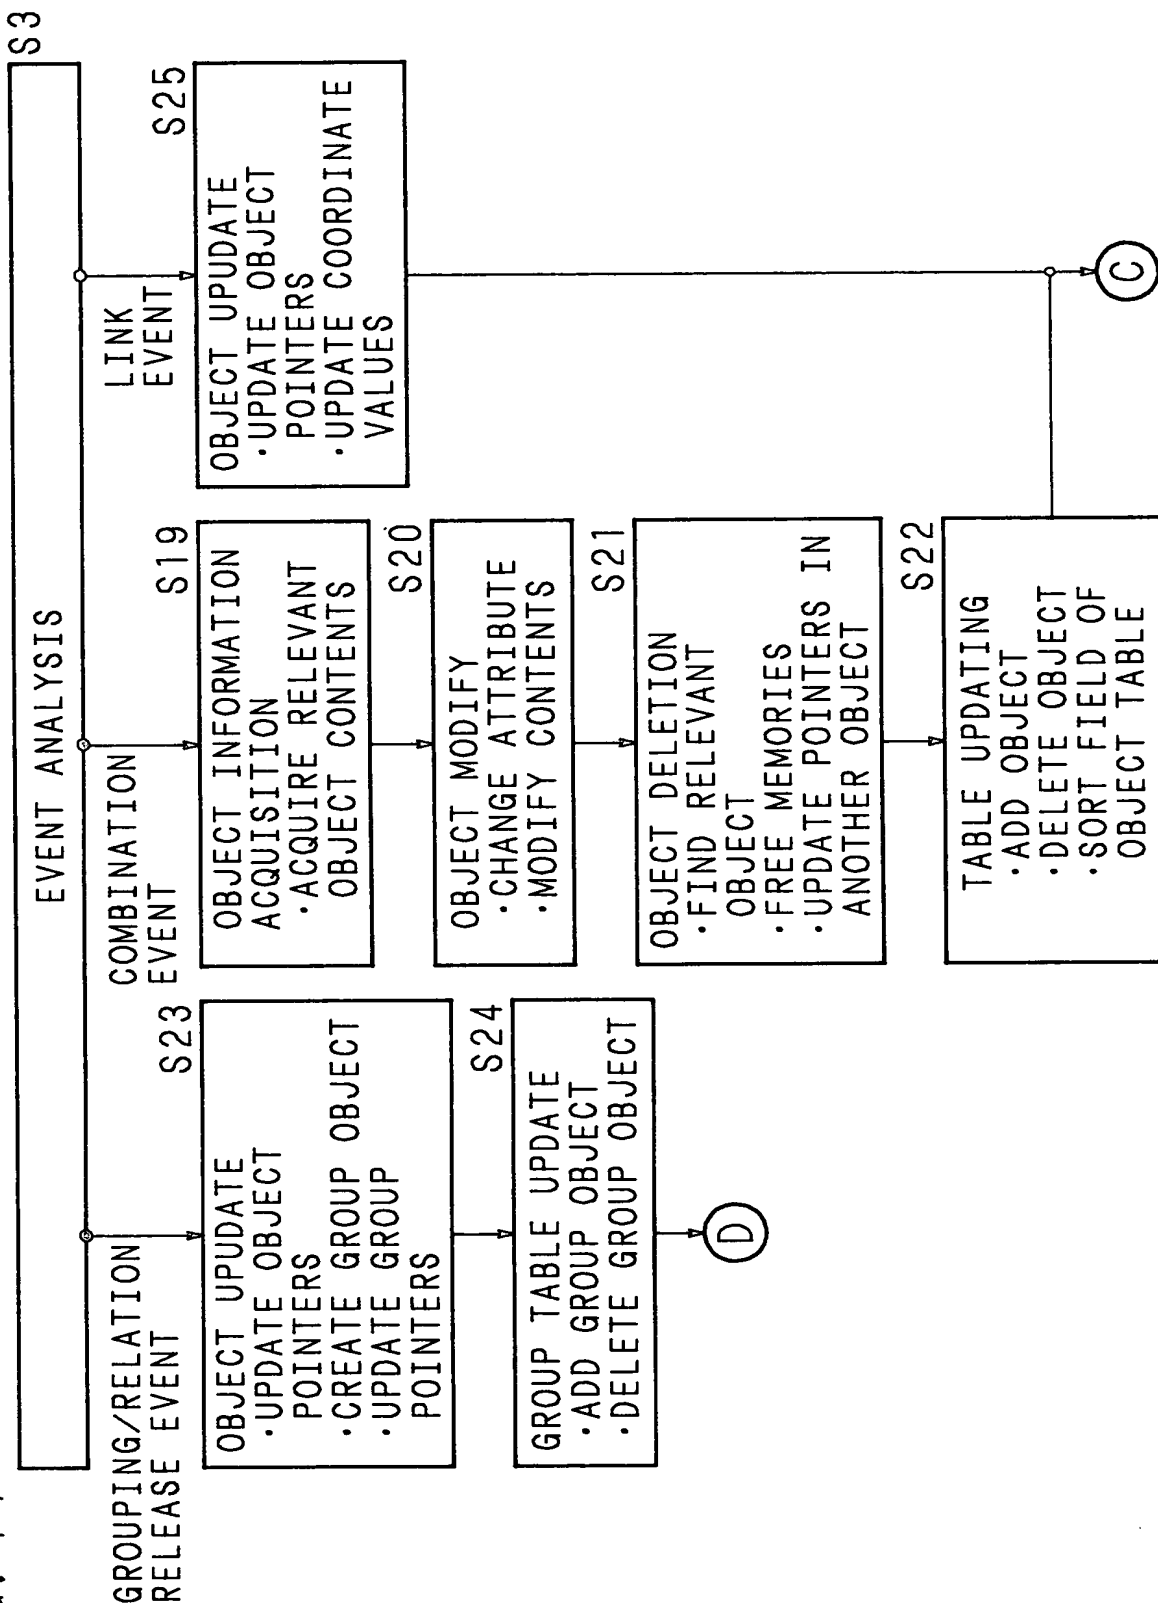 S3
EVENT ANALYSIS
GROUPING/RELATION
RELEASE EVENT
S23
OBJECT UPUDATE
·UPDATE OBJECT
POINTERS
·CREATE GROUP OBJECT
·UPDATE GROUP
POINTERS
S24
GROUP TABLE UPDATE
·ADD GROUP OBJECT
·DELETE GROUP OBJECT
D
COMBINATION
EVENT
S19
OBJECT INFORMATION
ACQUISITION
·ACQUIRE RELEVANT
OBJECT CONTENTS
S20
OBJECT MODIFY
·CHANGE ATTRIBUTE
·MODIFY CONTENTS
S21
OBJECT DELETION
·FIND RELEVANT
OBJECT
·FREE MEMORIES
·UPDATE POINTERS IN
ANOTHER OBJECT
S22
TABLE UPDATING
·ADD OBJECT
·DELETE OBJECT
·SORT FIELD OF
OBJECT TABLE
LINK
EVENT
S25
OBJECT UPUDATE
·UPDATE OBJECT
POINTERS
·UPDATE COORDINATE
VALUES
C